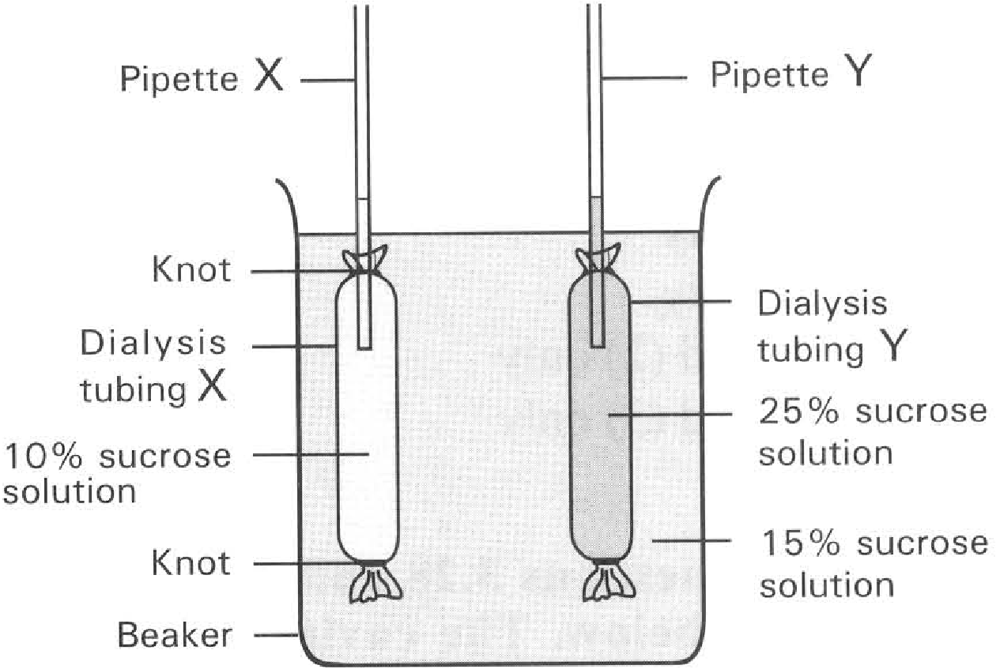 Pipette X
Pipette Y
Knot
Dialysis
tubing X
10% sucrose
solution
Knot
Beaker
Dialysis
tubing Y
25% sucrose
solution
15% sucrose
solution